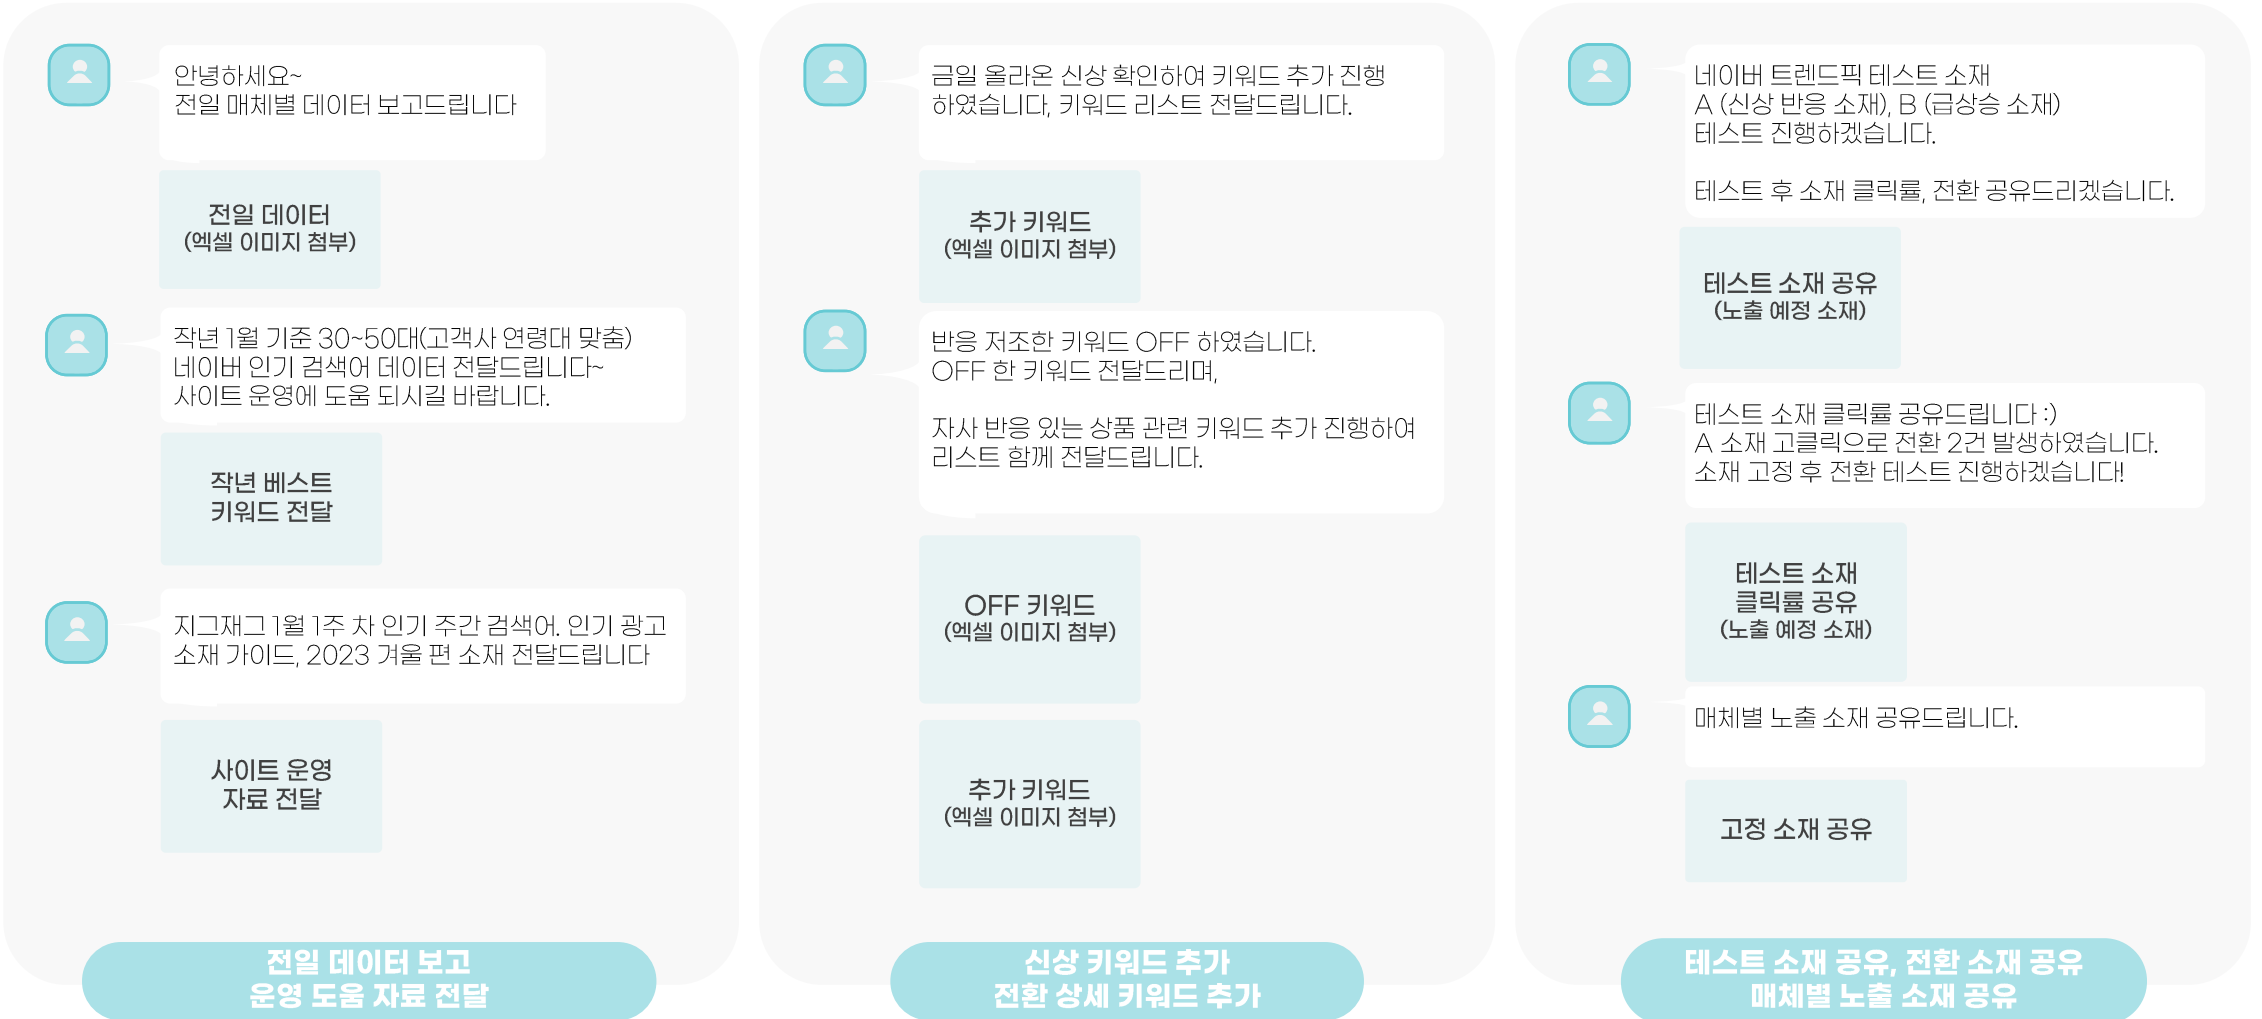 안녕하세요~
전일 매체별 데이터 보고드립니다
전일 데이터
(엑셀 이미지 첨부)
작년 1월 기준 30~50대(고객사 연령대 맞춤)
네이버 인기 검색어 데이터 전달드립니다~
사이트 운영에 도움 되시길 바랍니다.
작년 베스트
키워드 전달
지그재그 1월 1주 차 인기 주간 검색어. 인기 광고
소재 가이드, 2023 겨울 편 소재 전달드립니다
사이트 운영
자료 전달
전일 데이터 보고
운영 도움 자료 전달
금일 올라온 신상 확인하여 키워드 추가 진행
하였습니다, 키워드 리스트 전달드립니다.
추가 키워드
(엑셀 이미지 첨부)
반응 저조한 키워드 OFF 하였습니다.
OFF 한 키워드 전달드리며,
자사 반응 있는 상품 관련 키워드 추가 진행하여
리스트 함께 전달드립니다.
OFF 키워드
(엑셀 이미지 첨부)
추가 키워드
(엑셀 이미지 첨부)
신상 키워드 추가
전환 상세 키워드 추가
네이버 트렌드픽 테스트 소재
A (신상 반응 소재), B (급상승 소재)
테스트 진행하겠습니다.
테스트 후 소재 클릭률, 전환 공유드리겠습니다.
테스트 소재 공유
(노출 예정 소재)
테스트 소재 클릭률 공유드립니다 :)
A 소재 고클릭으로 전환 2건 발생하였습니다.
소재 고정 후 전환 테스트 진행하겠습니다!
테스트 소재
클릭률 공유
(노출 예정 소재)
매체별 노출 소재 공유드립니다.
고정 소재 공유
테스트 소재 공유, 전환 소재 공유
매체별 노출 소재 공유